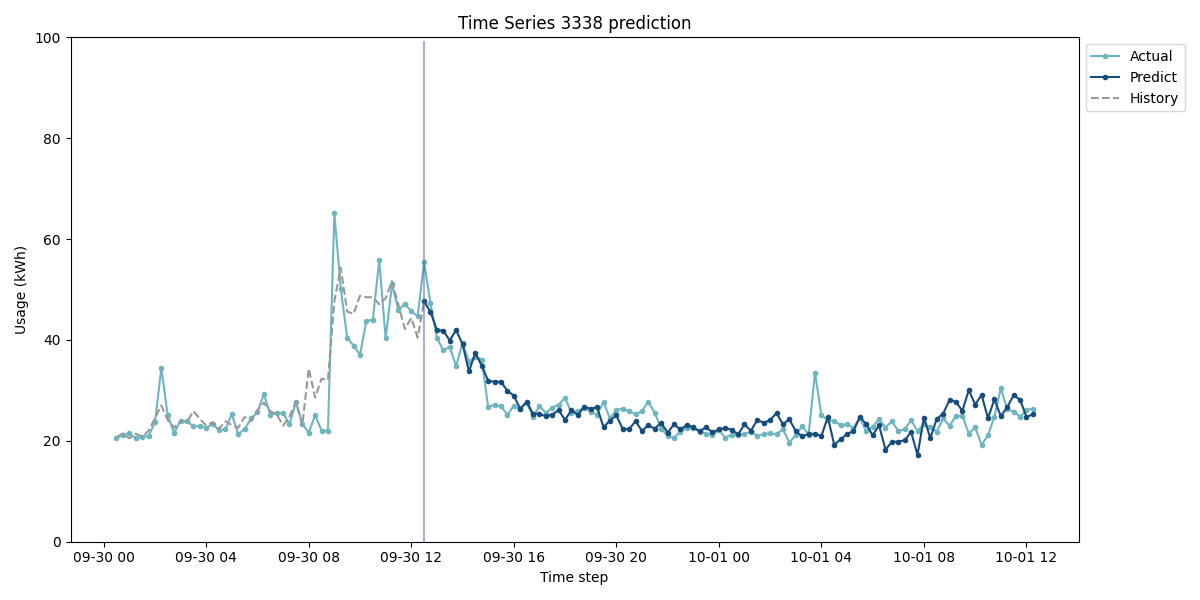 Time Series 3338 prediction
100
80
60
40
20
0
Usage (kWh)
09-30 00
09-30 04
09-30 08
09-30 12
09-30 16
09-30 20
10-01 00
10-01 04
10-01 08
10-01 12
Time step
Actual
Predict
History